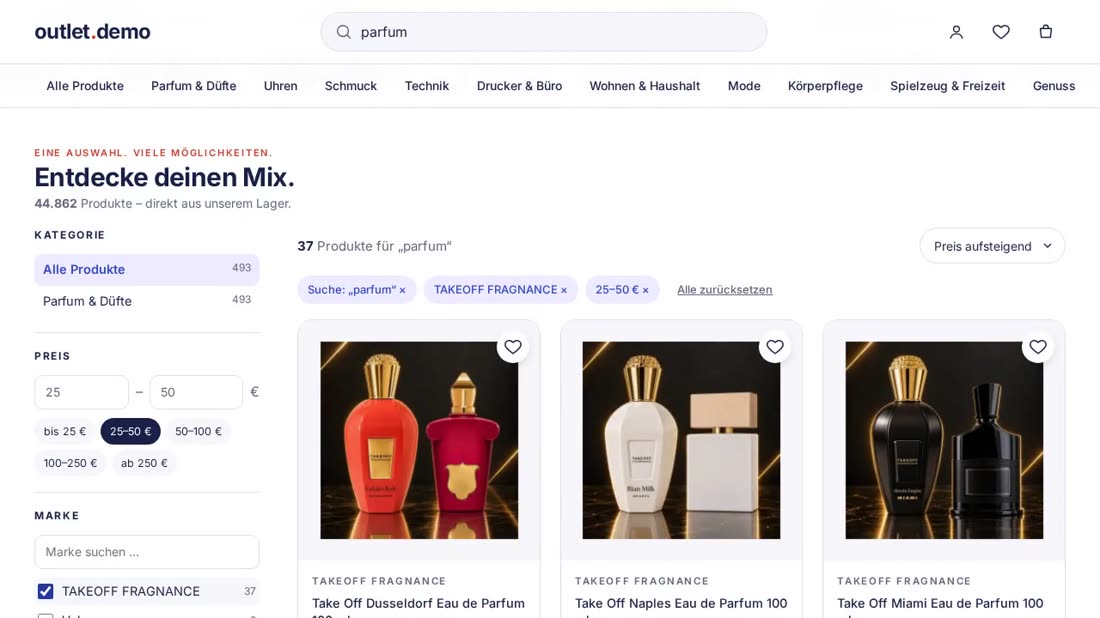 outlet.demo
parfum
Alle Produkte
Parfum & Düfte
Uhren
Schmuck
Technik
Drucker & Büro
Wohnen & Haushalt
Mode
Körperpflege
Spielzeug & Freizeit
Genuss
EINE AUSWAHL. VIELE MÖGLICHKEITEN.
Entdecke deinen Mix.
44.862 Produkte – direkt aus unserem Lager.
KATEGORIE
Alle Produkte 493
Parfum & Düfte 493
PREIS
25 – 50 €
bis 25 € 25–50 € 50–100 €
100–250 € ab 250 €
MARKE
Marke suchen ...
TAKEOFF FRAGNANCE 37
37 Produkte für „parfum“
Preis aufsteigend
Suche: „parfum“ × TAKEOFF FRAGNANCE × 25–50 € × Alle zurücksetzen
TAKEOFF
TAKEOFF
TAKEOFF
MIAMI
TAKEOFF FRAGNANCE
Take Off Dusseldorf Eau de Parfum
TAKEOFF FRAGNANCE
Take Off Naples Eau de Parfum 100
TAKEOFF FRAGNANCE
Take Off Miami Eau de Parfum 100